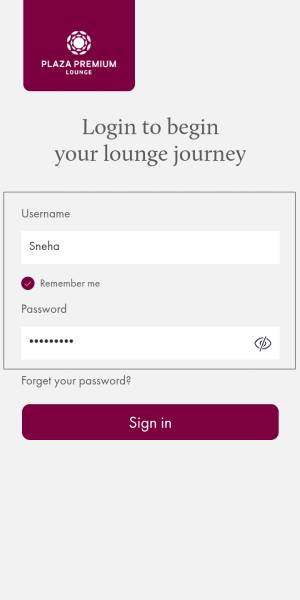 PLAZA PREMIUM
LOUNGE
Login to begin
your lounge journey
Username
Sneha
Remember me
Password
•••••••••
Forget your password?
Sign in